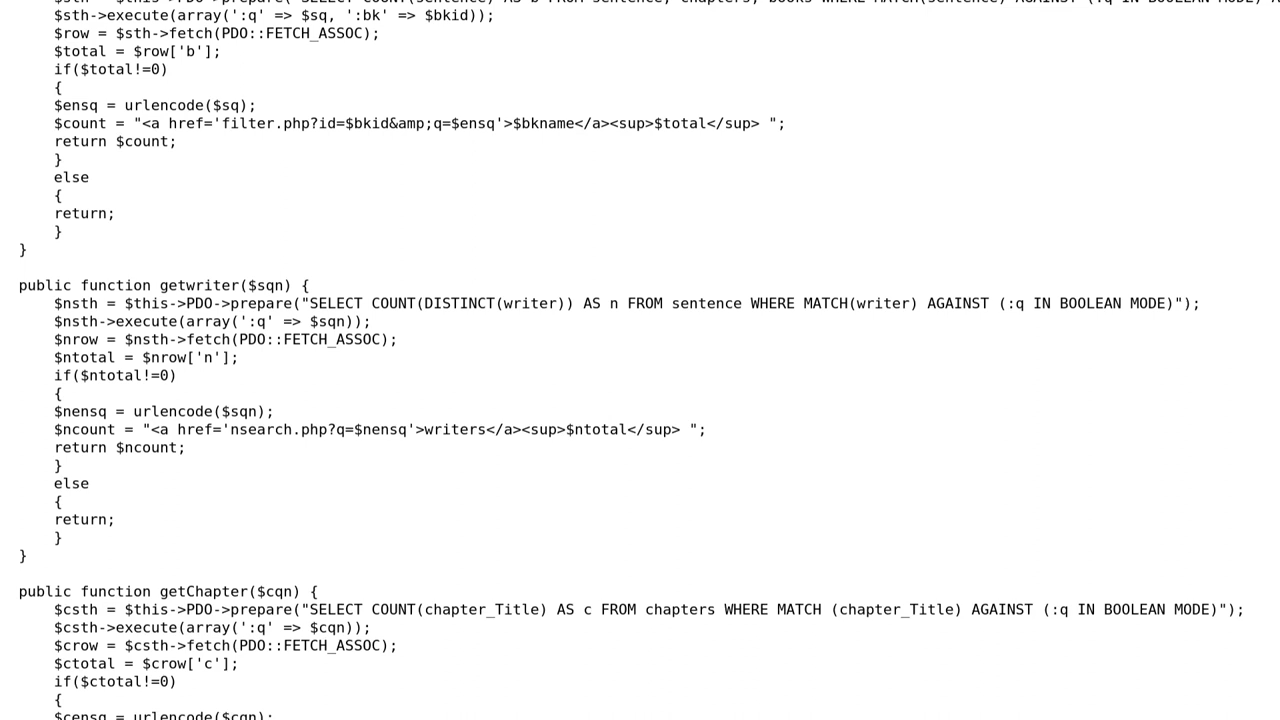 $sth->execute(array(':q' => $sq, ':bk' => $bkid));
$row = $sth->fetch(PDO::FETCH_ASSOC);
$total = $row['b'];
if($total!=0)
{
$ensq = urlencode($sq);
$count = "<a href='filter.php?id=$bkid&amp;q=$ensq'>$bkname</a><sup>$total</sup> ";
return $count;
}
else
{
return;
}
}
public function getwriter($sqn) {
$nsth = $this->PDO->prepare("SELECT COUNT(DISTINCT(writer)) AS n FROM sentence WHERE MATCH(writer) AGAINST (:q IN BOOLEAN MODE)");
$nsth->execute(array(':q' => $sqn));
$nrow = $nsth->fetch(PDO::FETCH_ASSOC);
$ntotal = $nrow['n'];
if($ntotal!=0)
{
$nensq = urlencode($sqn);
$ncount = "<a href='nsearch.php?q=$nensq'>writers</a><sup>$ntotal</sup> ";
return $ncount;
}
else
{
return;
}
}
public function getChapter($cqn) {
$csth = $this->PDO->prepare("SELECT COUNT(chapter_Title) AS c FROM chapters WHERE MATCH (chapter_Title) AGAINST (:q IN BOOLEAN MODE)");
$csth->execute(array(':q' => $cqn));
$crow = $csth->fetch(PDO::FETCH_ASSOC);
$ctotal = $crow['c'];
if($ctotal!=0)
{
$censq = urlencode($cqn);